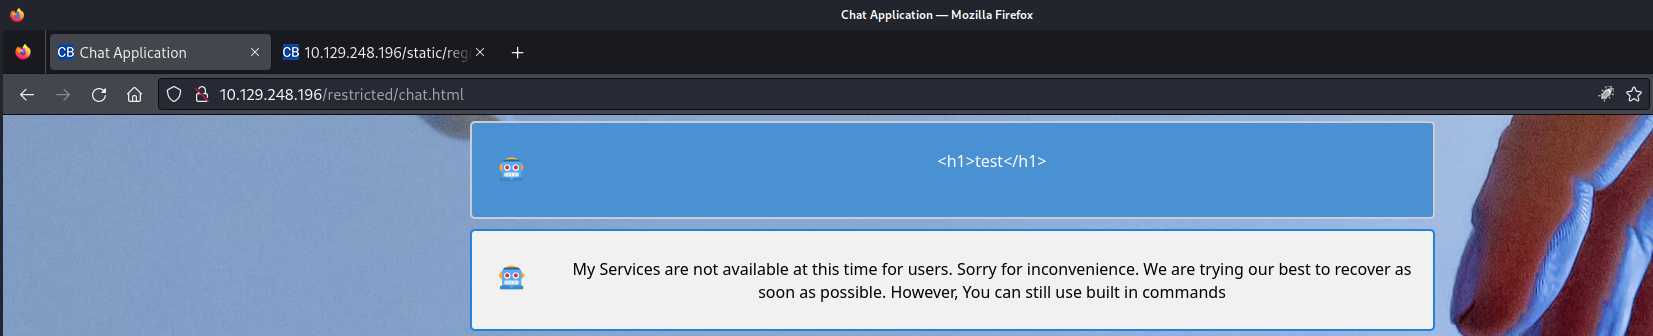 Chat Application — Mozilla Firefox
CB Chat Application
CB 10.129.248.196/static/reg
10.129.248.196/restricted/chat.html
<h1>test</h1>
My Services are not available at this time for users. Sorry for inconvenience. We are trying our best to recover as
soon as possible. However, You can still use built in commands